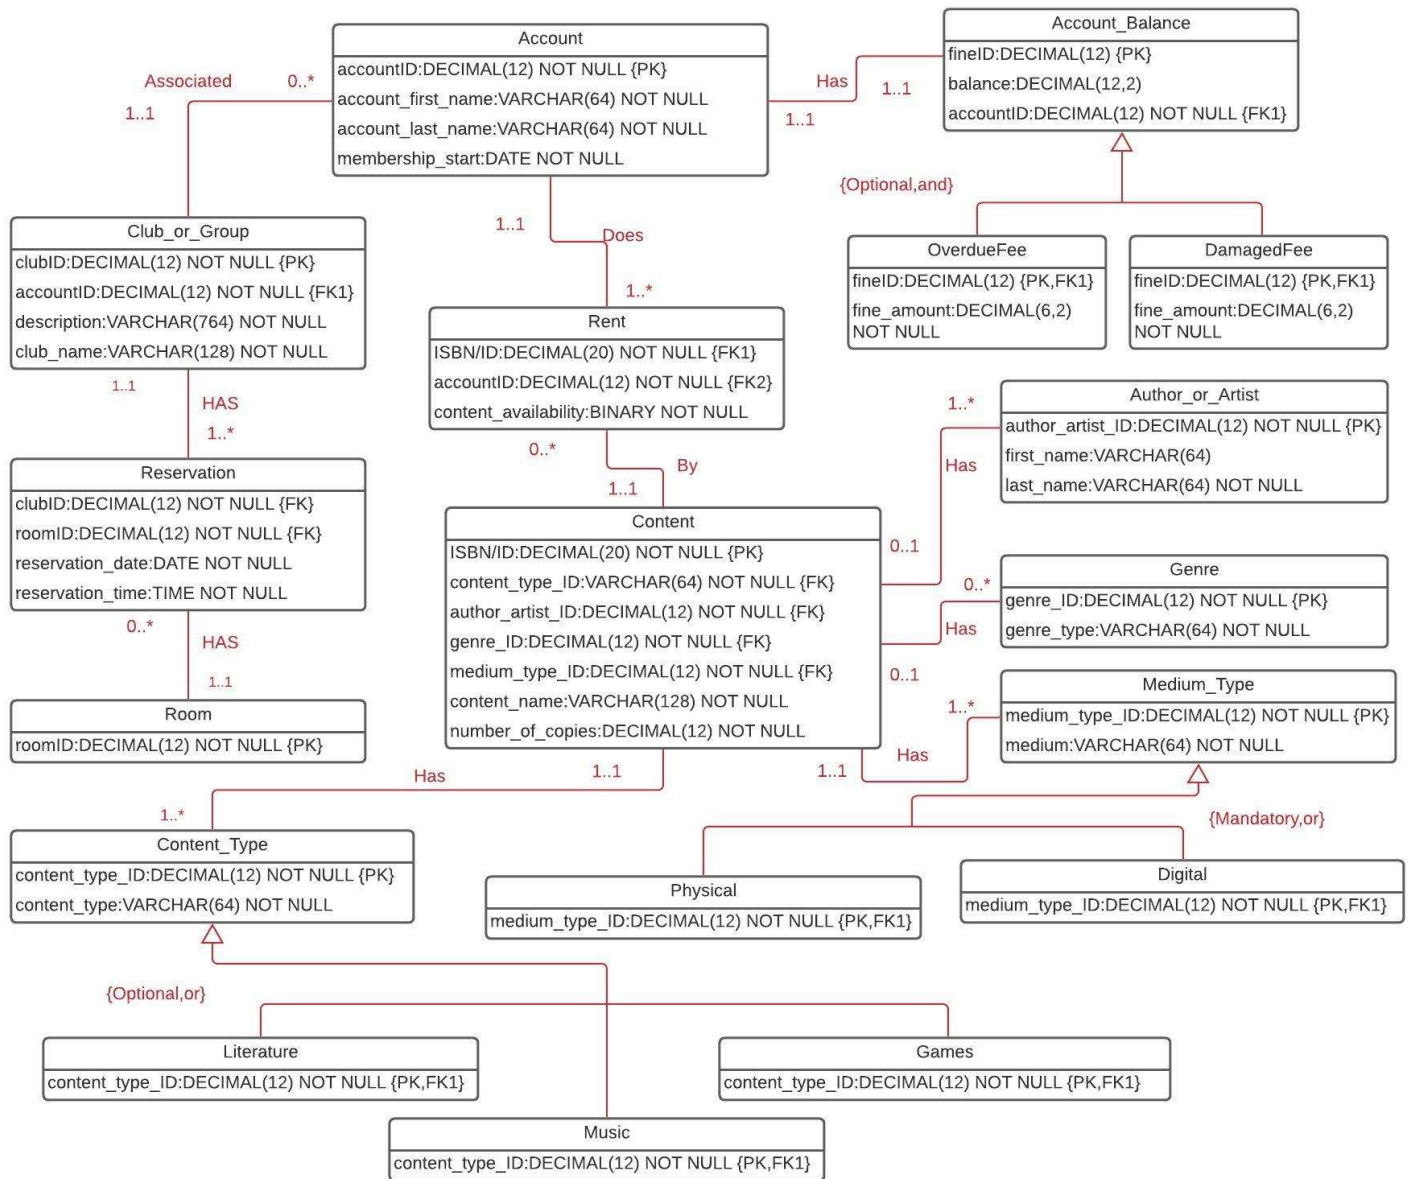 Account
accountID:DECIMAL(12) NOT NULL {PK}
account_first_name:VARCHAR(64) NOT NULL
account_last_name:VARCHAR(64) NOT NULL
membership_start:DATE NOT NULL
Account_Balance
fineID:DECIMAL(12) {PK}
balance:DECIMAL(12,2)
accountID:DECIMAL(12) NOT NULL {FK1}
Associated
0..*
1..1
Has
1..1
1..1
{Optional,and}
OverdueFee
fineID:DECIMAL(12) {PK,FK1}
fine_amount:DECIMAL(6,2)
NOT NULL
DamagedFee
fineID:DECIMAL(12) {PK,FK1}
fine_amount:DECIMAL(6,2)
NOT NULL
Club_or_Group
clubID:DECIMAL(12) NOT NULL {PK}
accountID:DECIMAL(12) NOT NULL {FK1}
description:VARCHAR(764) NOT NULL
club_name:VARCHAR(128) NOT NULL
1..1
Does
1..*
Rent
ISBN/ID:DECIMAL(20) NOT NULL {FK1}
accountID:DECIMAL(12) NOT NULL {FK2}
content_availability:BINARY NOT NULL
1..1
HAS
1..*
Reservation
clubID:DECIMAL(12) NOT NULL {FK}
roomID:DECIMAL(12) NOT NULL {FK}
reservation_date:DATE NOT NULL
reservation_time:TIME NOT NULL
0..*
HAS
1..1
Room
roomID:DECIMAL(12) NOT NULL {PK}
0..*
By
1..1
Content
ISBN/ID:DECIMAL(20) NOT NULL {PK}
content_type_ID:VARCHAR(64) NOT NULL {FK}
author_artist_ID:DECIMAL(12) NOT NULL {FK}
genre_ID:DECIMAL(12) NOT NULL {FK}
medium_type_ID:DECIMAL(12) NOT NULL {FK}
content_name:VARCHAR(128) NOT NULL
number_of_copies:DECIMAL(12) NOT NULL
1..*
Has
0..1
Author_or_Artist
author_artist_ID:DECIMAL(12) NOT NULL {PK}
first_name:VARCHAR(64)
last_name:VARCHAR(64) NOT NULL
0..*
Has
0..1
Genre
genre_ID:DECIMAL(12) NOT NULL {PK}
genre_type:VARCHAR(64) NOT NULL
1..*
Has
1..1
Medium_Type
medium_type_ID:DECIMAL(12) NOT NULL {PK}
medium:VARCHAR(64) NOT NULL
{Mandatory,or}
Physical
medium_type_ID:DECIMAL(12) NOT NULL {PK,FK1}
Digital
medium_type_ID:DECIMAL(12) NOT NULL {PK,FK1}
1..1
Has
1..*
Content_Type
content_type_ID:DECIMAL(12) NOT NULL {PK}
content_type:VARCHAR(64) NOT NULL
{Optional,or}
Literature
content_type_ID:DECIMAL(12) NOT NULL {PK,FK1}
Games
content_type_ID:DECIMAL(12) NOT NULL {PK,FK1}
Music
content_type_ID:DECIMAL(12) NOT NULL {PK,FK1}